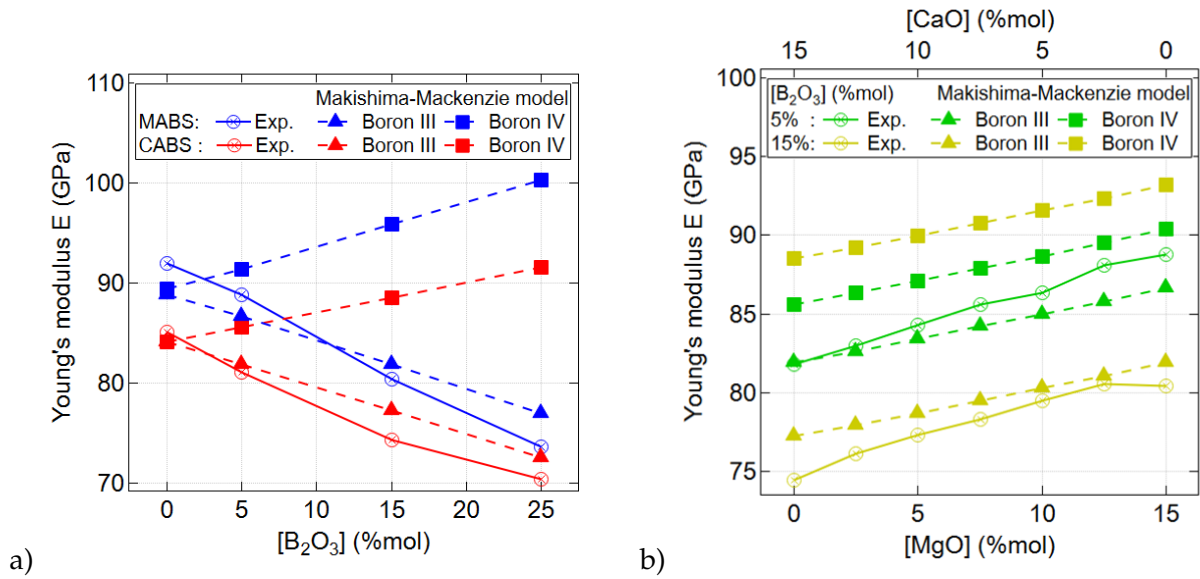 110
100
90
80
70
Young's modulus E (GPa)
Makishima-Mackenzie model
MABS: Exp. Boron III Boron IV
CABS : Exp. Boron III Boron IV
0 5 10 15 20 25
[B2O3] (%mol)
a)
[CaO] (%mol)
15 10 5 0
100
95
90
85
80
75
Young's modulus E (GPa)
[B2O3] (%mol) Makishima-Mackenzie model
5% : Exp. Boron III Boron IV
15%: Exp. Boron III Boron IV
0 5 10 15
[MgO] (%mol)
b)